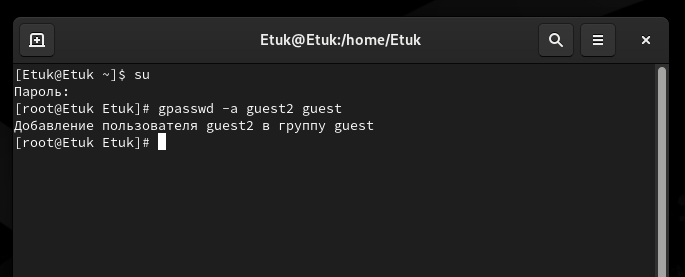 Etuk@Etuk:/home/Etuk
[Etuk@Etuk ~]$ su
Пароль:
[root@Etuk Etuk]# gpasswd -a guest2 guest
Добавление пользователя guest2 в группу guest
[root@Etuk Etuk]#